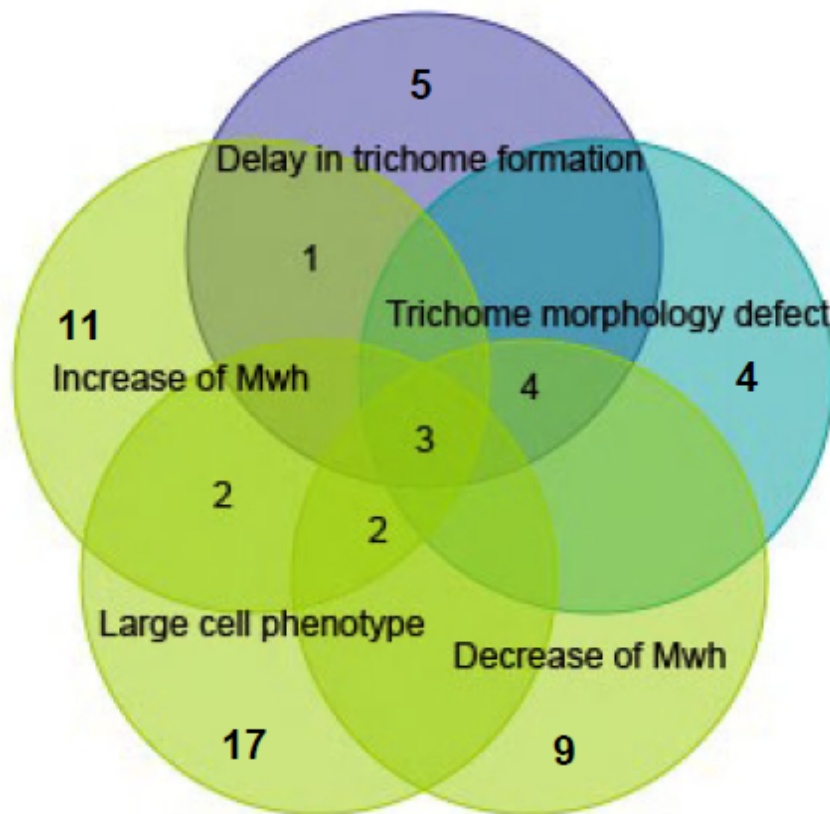 5
Delay in trichome formation
1
Trichome morphology defect
11
4
Increase of Mwh
4
3
2
2
Large cell phenotype
Decrease of Mwh
17
9